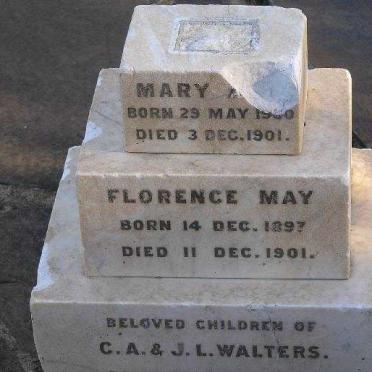 MARY
BORN 29 MAY 1900
DIED 3 DEC. 1901.
FLORENCE MAY
BORN 14 DEC. 1897
DIED 11 DEC. 1901.
BELOVED CHILDREN OF
C. A. & J. L. WALTERS.